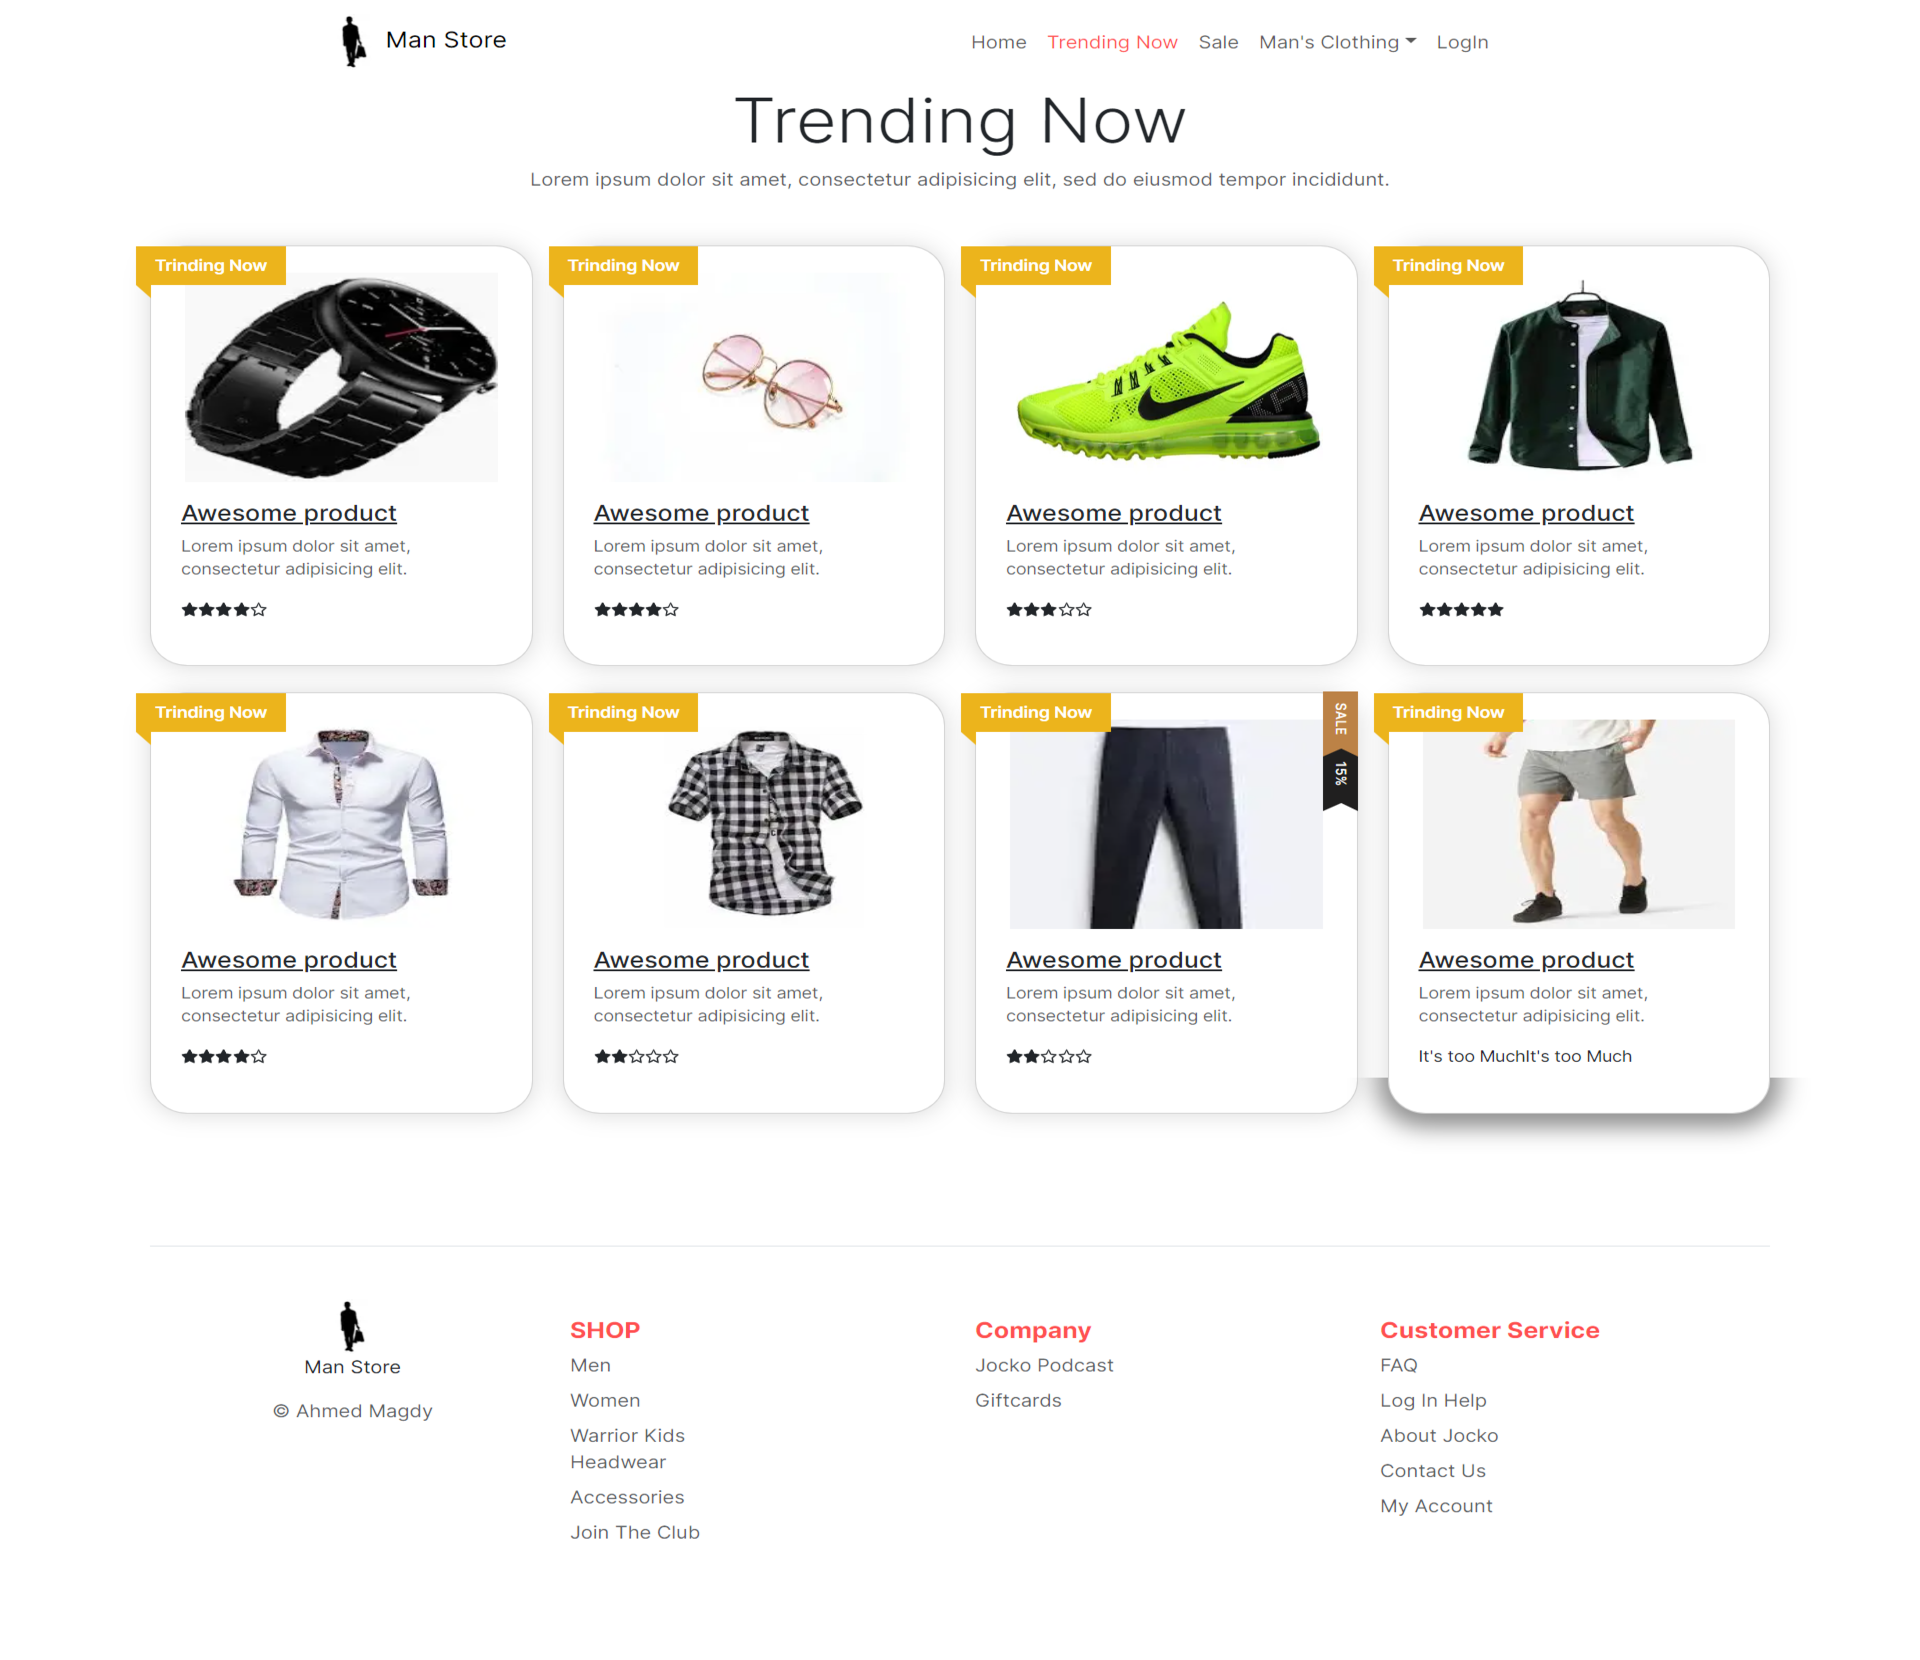 Man Store
Home Trending Now Sale Man's Clothing LogIn
Trending Now
Lorem ipsum dolor sit amet, consectetur adipisicing elit, sed do eiusmod tempor incididunt.
Trinding Now
Awesome product
Lorem ipsum dolor sit amet,
consectetur adipisicing elit.
Trinding Now
Awesome product
Lorem ipsum dolor sit amet,
consectetur adipisicing elit.
Trinding Now
Awesome product
Lorem ipsum dolor sit amet,
consectetur adipisicing elit.
Trinding Now
Awesome product
Lorem ipsum dolor sit amet,
consectetur adipisicing elit.
Trinding Now
Awesome product
Lorem ipsum dolor sit amet,
consectetur adipisicing elit.
Trinding Now
Awesome product
Lorem ipsum dolor sit amet,
consectetur adipisicing elit.
Trinding Now
SALE
15%
Awesome product
Lorem ipsum dolor sit amet,
consectetur adipisicing elit.
Trinding Now
Awesome product
Lorem ipsum dolor sit amet,
consectetur adipisicing elit.
It's too MuchIt's too Much
Man Store
© Ahmed Magdy
SHOP
Men
Women
Warrior Kids
Headwear
Accessories
Join The Club
Company
Jocko Podcast
Giftcards
Customer Service
FAQ
Log In Help
About Jocko
Contact Us
My Account